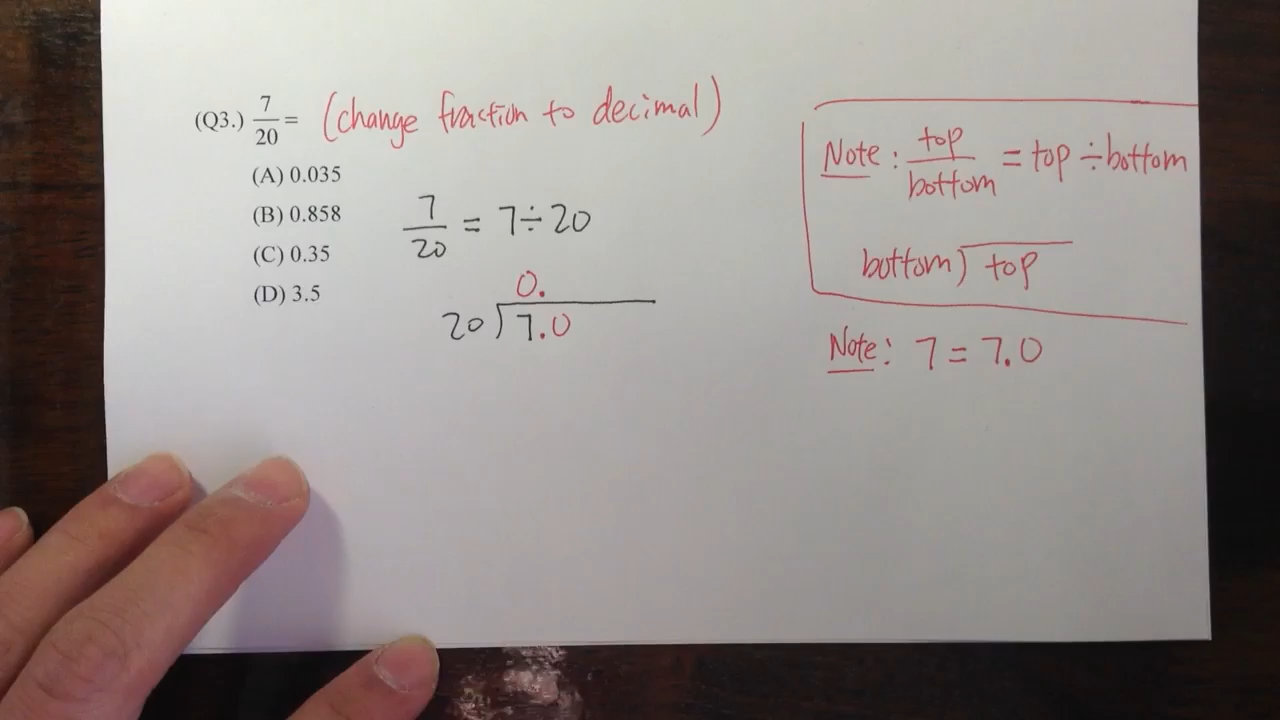 (Q3.) 7/20 = (change fraction to decimal)
(A) 0.035
(B) 0.858
(C) 0.35
(D) 3.5
7/20 = 7÷20
0.
20)7.0
Note: top/bottom = top÷bottom
bottom)top
Note: 7 = 7.0